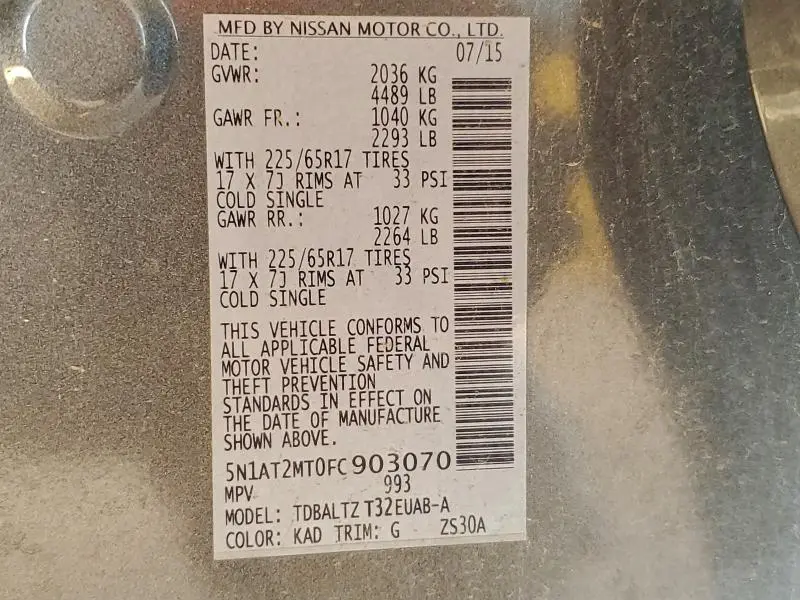 MFD BY NISSAN MOTOR CO., LTD.
DATE: 07/15
GVWR: 2036 KG
4489 LB
GAWR FR.: 1040 KG
2293 LB
WITH 225/65R17 TIRES
17 X 7J RIMS AT 33 PSI
COLD SINGLE
GAWR RR.: 1027 KG
2264 LB
WITH 225/65R17 TIRES
17 X 7J RIMS AT 33 PSI
COLD SINGLE
THIS VEHICLE CONFORMS TO
ALL APPLICABLE FEDERAL
MOTOR VEHICLE SAFETY AND
THEFT PREVENTION
STANDARDS IN EFFECT ON
THE DATE OF MANUFACTURE
SHOWN ABOVE.
5N1AT2MT0FC903070
MPV 993
MODEL: TDBALTZ T32EUAB-A
COLOR: KAD TRIM: G ZS30A